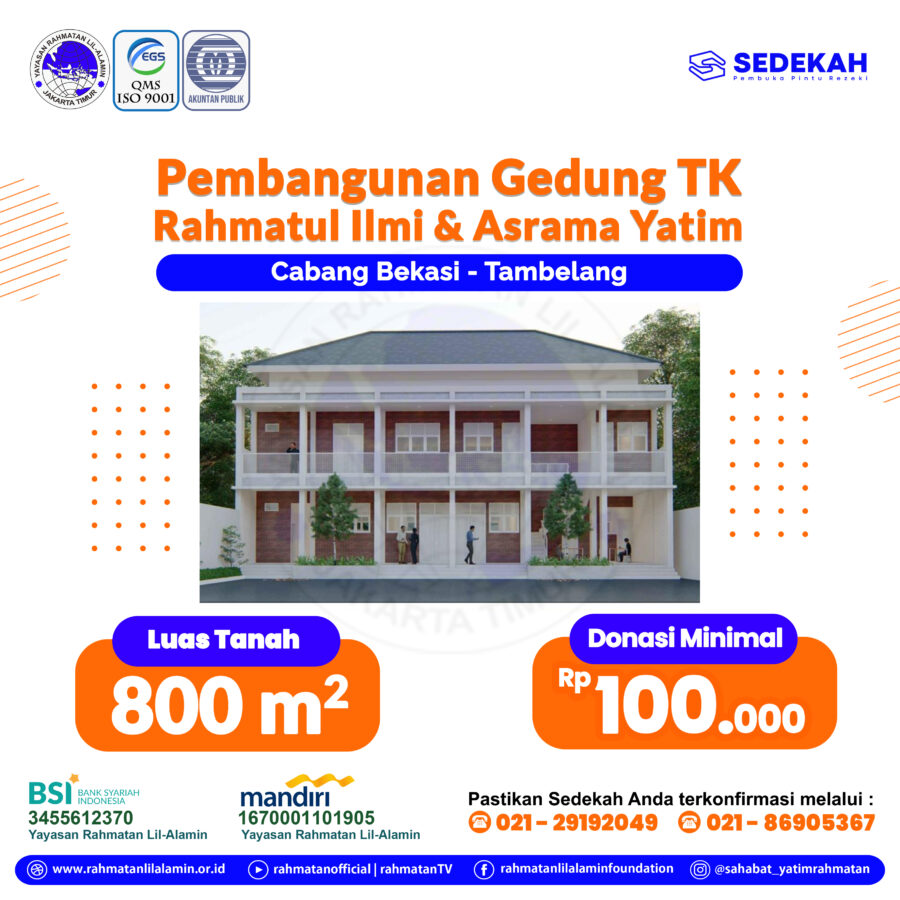 YAYASAN RAHMATAN LIL-ALAMIN
JAKARTA TIMUR
EGS
QMS
ISO 9001
AKUNTAN PUBLIK
SEDEKAH
Pembuka Pintu Rezeki
Pembangunan Gedung TK
Rahmatul Ilmi & Asrama Yatim
Cabang Bekasi - Tambelang
Luas Tanah
800 m²
Donasi Minimal
Rp 100.000
BSI BANK SYARIAH
INDONESIA
3455612370
Yayasan Rahmatan Lil-Alamin
mandiri
1670001101905
Yayasan Rahmatan Lil-Alamin
Pastikan Sedekah Anda terkonfirmasi melalui :
021 – 29192049 021 – 86905367
www.rahmatanlilalamin.or.id rahmatanofficial | rahmatanTV rahmatanlilalaminfoundation @sahabat_yatimrahmatan